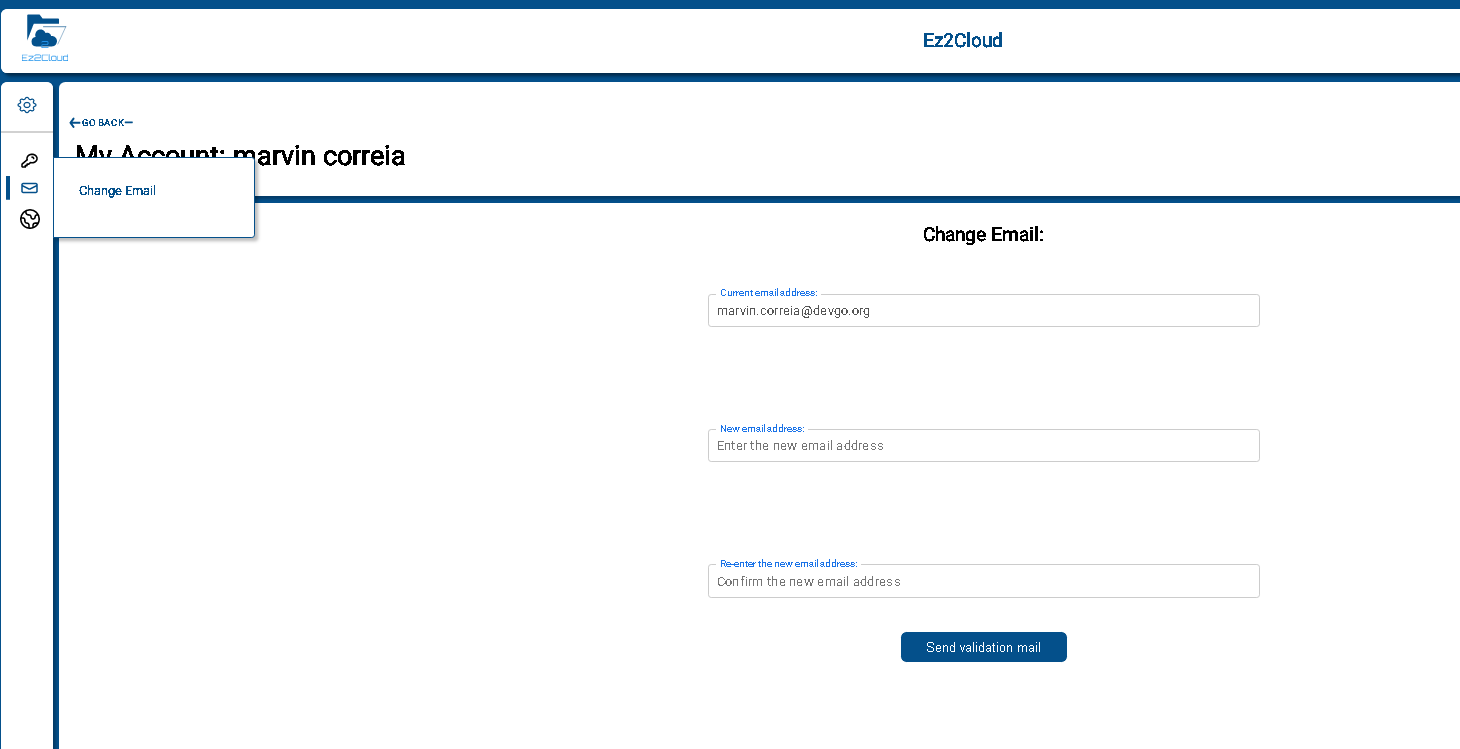 Ez2Cloud
Ez2Cloud
GO BACK
My Account: marvin correia
Change Email
Change Email:
Current email address:
marvin.correia@devgo.org
New email address:
Enter the new email address
Re-enter the new email address:
Confirm the new email address
Send validation mail